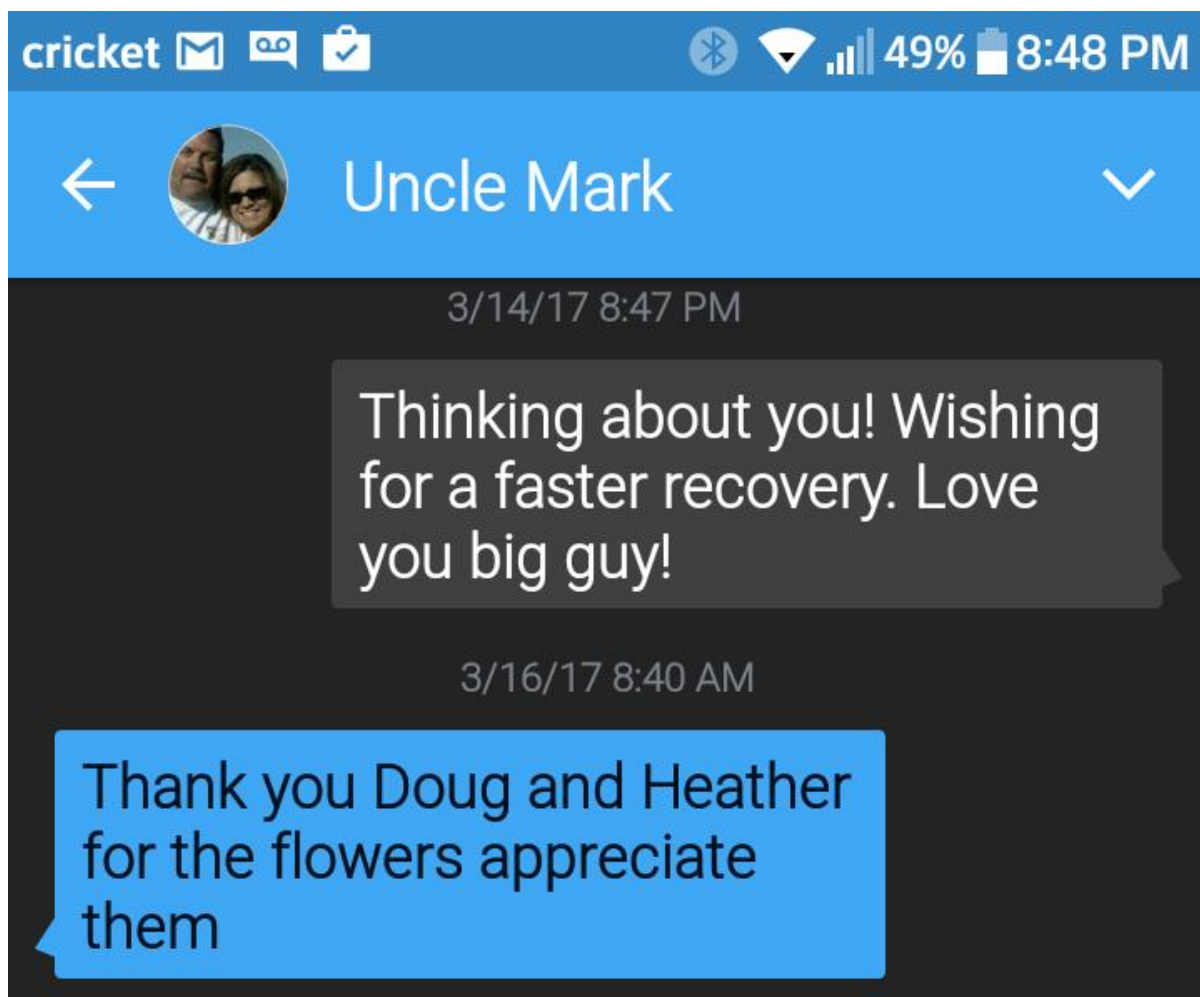 cricket 49% 8:48 PM
Uncle Mark
3/14/17 8:47 PM
Thinking about you! Wishing
for a faster recovery. Love
you big guy!
3/16/17 8:40 AM
Thank you Doug and Heather
for the flowers appreciate
them